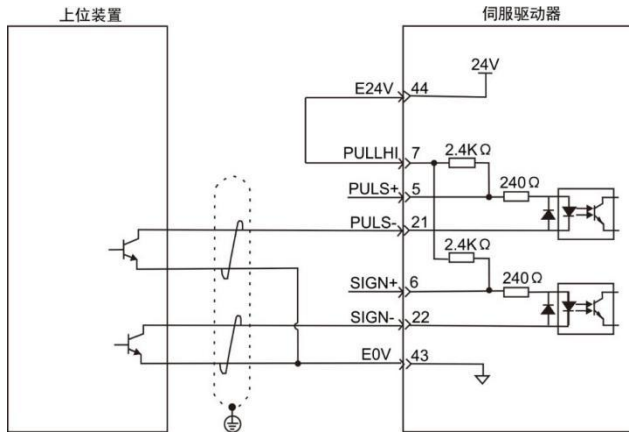 上位装置
伺服驱动器
24V
E24V
44
PULLHI
7
2.4KΩ
PULS+
5
240Ω
PULS-
21
2.4KΩ
SIGN+
6
240Ω
SIGN-
22
E0V
43